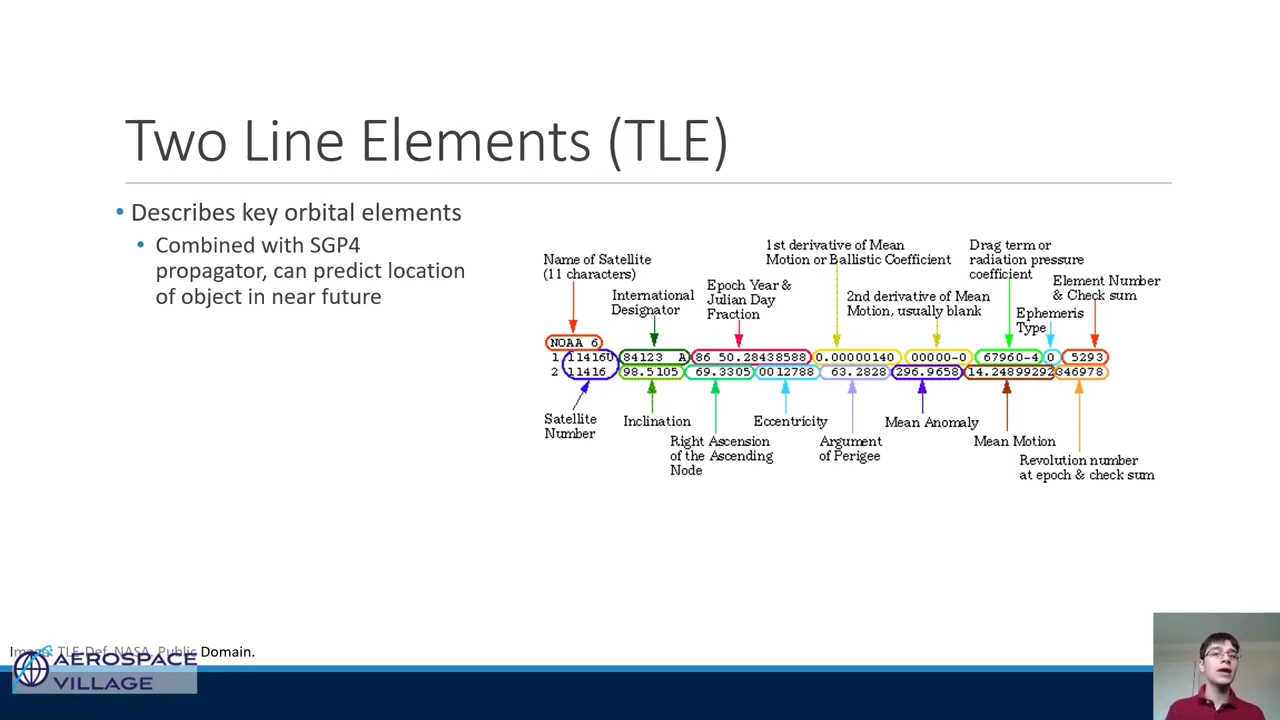 Two Line Elements (TLE)
• Describes key orbital elements
• Combined with SGP4
propagator, can predict location
of object in near future
Name of Satellite
(11 characters)
International
Designator
Epoch Year &
Julian Day
Fraction
1st derivative of Mean
Motion or Ballistic Coefficient
2nd derivative of Mean
Motion, usually blank
Drag term or
radiation pressure
coefficient
Ephemeris
Type
Element Number
& Check sum
NOAA 6
1 11416U 84123 A 86 50.28438588 0.00000140 00000-0 67960-4 0 5293
2 11416 98.5105 69.3305 0012788 63.2828 296.9658 14.24899292 346978
Satellite
Number
Inclination
Right Ascension
of the Ascending
Node
Eccentricity
Argument
of Perigee
Mean Anomaly
Mean Motion
Revolution number
at epoch & check sum
Image: TLE-Def, NASA, Public Domain.
AEROSPACE
VILLAGE